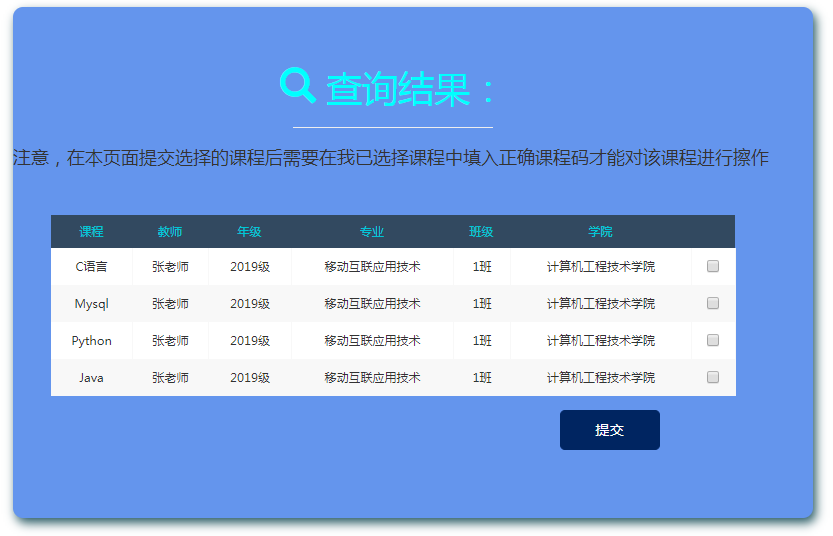 查询结果：
注意，在本页面提交选择的课程后需要在我已选择课程中填入正确课程码才能对该课程进行擦作
课程 教师 年级 专业 班级 学院
C语言 张老师 2019级 移动互联应用技术 1班 计算机工程技术学院
Mysql 张老师 2019级 移动互联应用技术 1班 计算机工程技术学院
Python 张老师 2019级 移动互联应用技术 1班 计算机工程技术学院
Java 张老师 2019级 移动互联应用技术 1班 计算机工程技术学院
提交